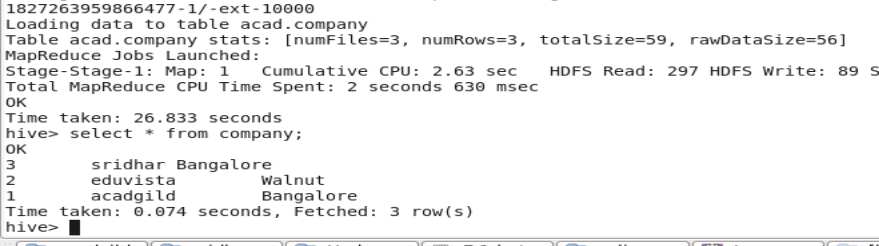 1827263959866477-1/-ext-10000
Loading data to table acad.company
Table acad.company stats: [numFiles=3, numRows=3, totalSize=59, rawDataSize=56]
MapReduce Jobs Launched:
Stage-Stage-1: Map: 1   Cumulative CPU: 2.63 sec   HDFS Read: 297 HDFS Write: 89 S
Total MapReduce CPU Time Spent: 2 seconds 630 msec
OK
Time taken: 26.833 seconds
hive> select * from company;
OK
3       sridhar Bangalore
2       eduvista        Walnut
1       acadgild        Bangalore
Time taken: 0.074 seconds, Fetched: 3 row(s)
hive>